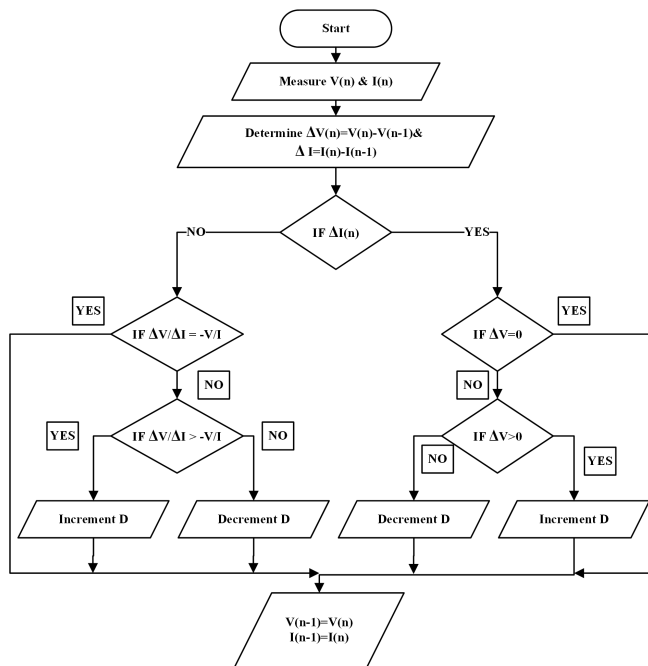 Start
Measure V(n) & I(n)
Determine ΔV(n)=V(n)-V(n-1)&
Δ I=I(n)-I(n-1)
IF ΔI(n)
NO
YES
YES
IF ΔV/ΔI = -V/I
IF ΔV=0
YES
NO
NO
YES
IF ΔV/ΔI > -V/I
NO
NO
IF ΔV>0
YES
Increment D
Decrement D
Decrement D
Increment D
V(n-1)=V(n)
I(n-1)=I(n)